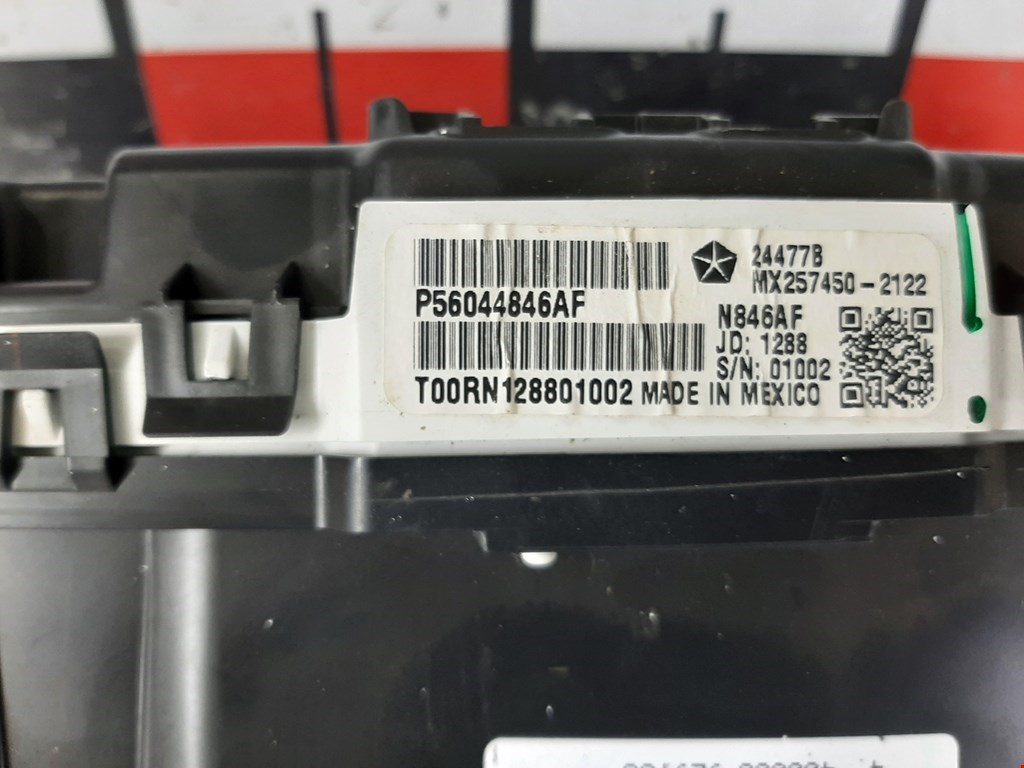 24477B
MX257450-2122
P56044846AF
N846AF
JD: 1288
S/N: 01002
T00RN128801002 MADE IN MEXICO